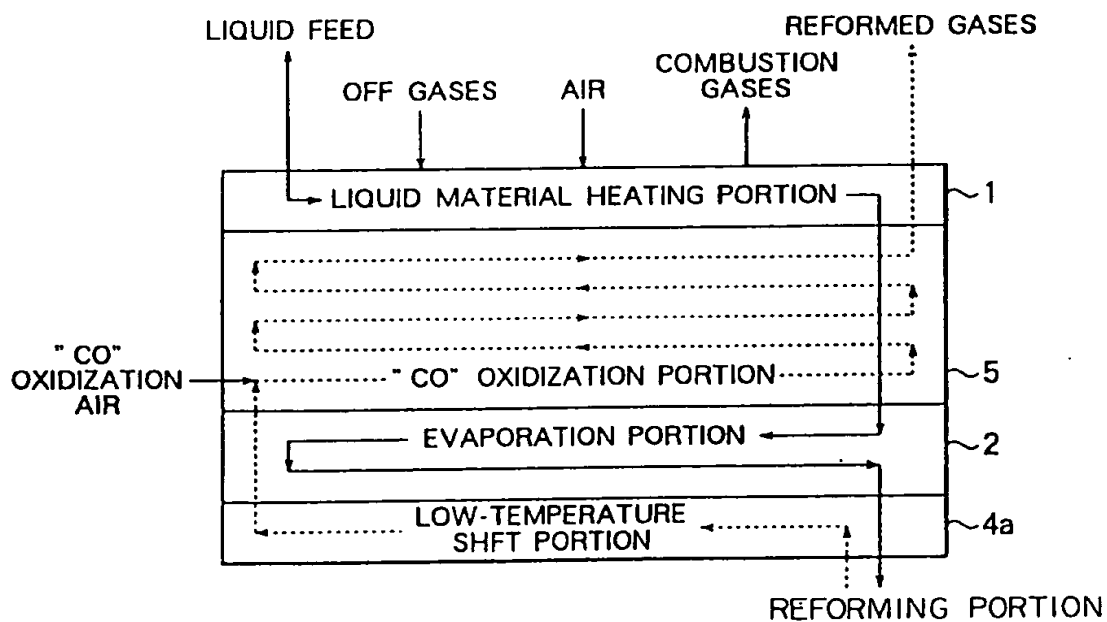 LIQUID FEED
REFORMED GASES
COMBUSTION
GASES
OFF GASES
AIR
LIQUID MATERIAL HEATING PORTION
1
" CO"
OXIDIZATION
AIR
" CO" OXIDIZATION PORTION
5
EVAPORATION PORTION
2
LOW-TEMPERATURE
SHFT PORTION
4a
REFORMING PORTION